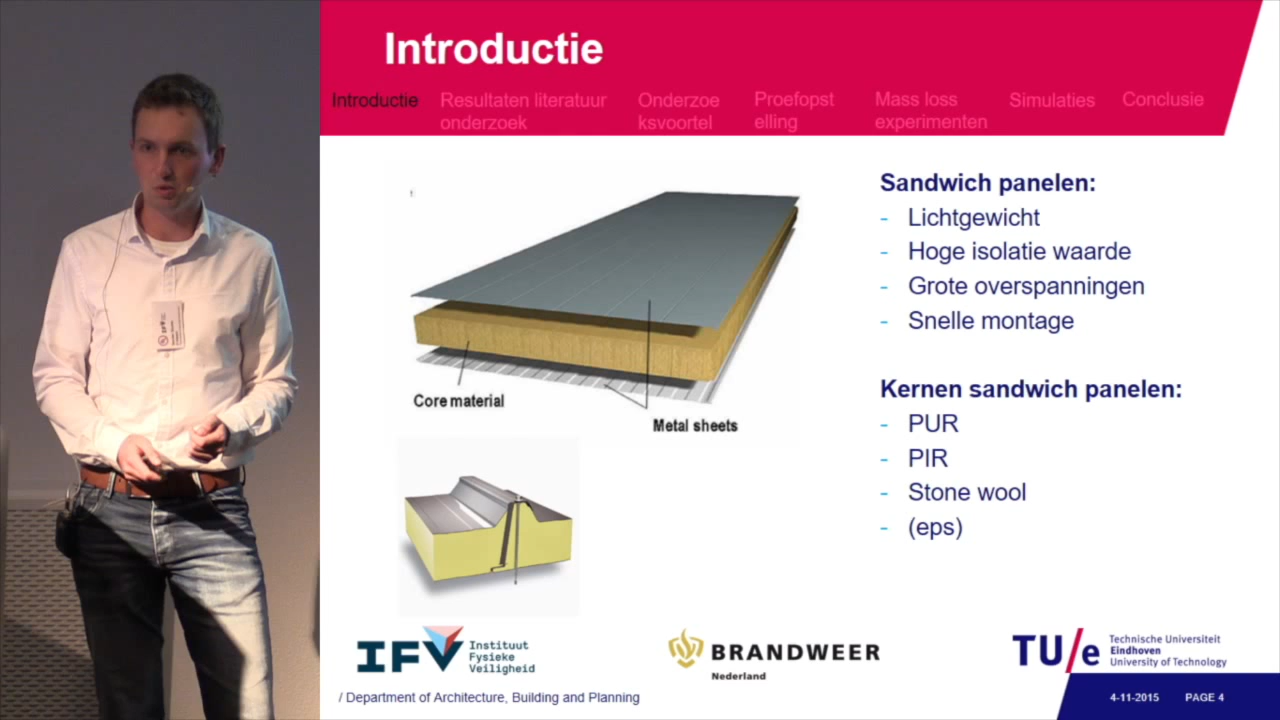 Introductie
Introductie
Resultaten literatuur
onderzoek
Onderzoe
ksvoortel
Proefopst
elling
Mass loss
experimenten
Simulaties
Conclusie
Core material
Metal sheets
Sandwich panelen:
- Lichtgewicht
- Hoge isolatie waarde
- Grote overspanningen
- Snelle montage
Kernen sandwich panelen:
- PUR
- PIR
- Stone wool
- (eps)
IFV
Instituut
Fysieke
Veiligheid
BRANDWEER
Nederland
TU/e
Technische Universiteit
Eindhoven
University of Technology
/ Department of Architecture, Building and Planning
4-11-2015
PAGE 4
IFV